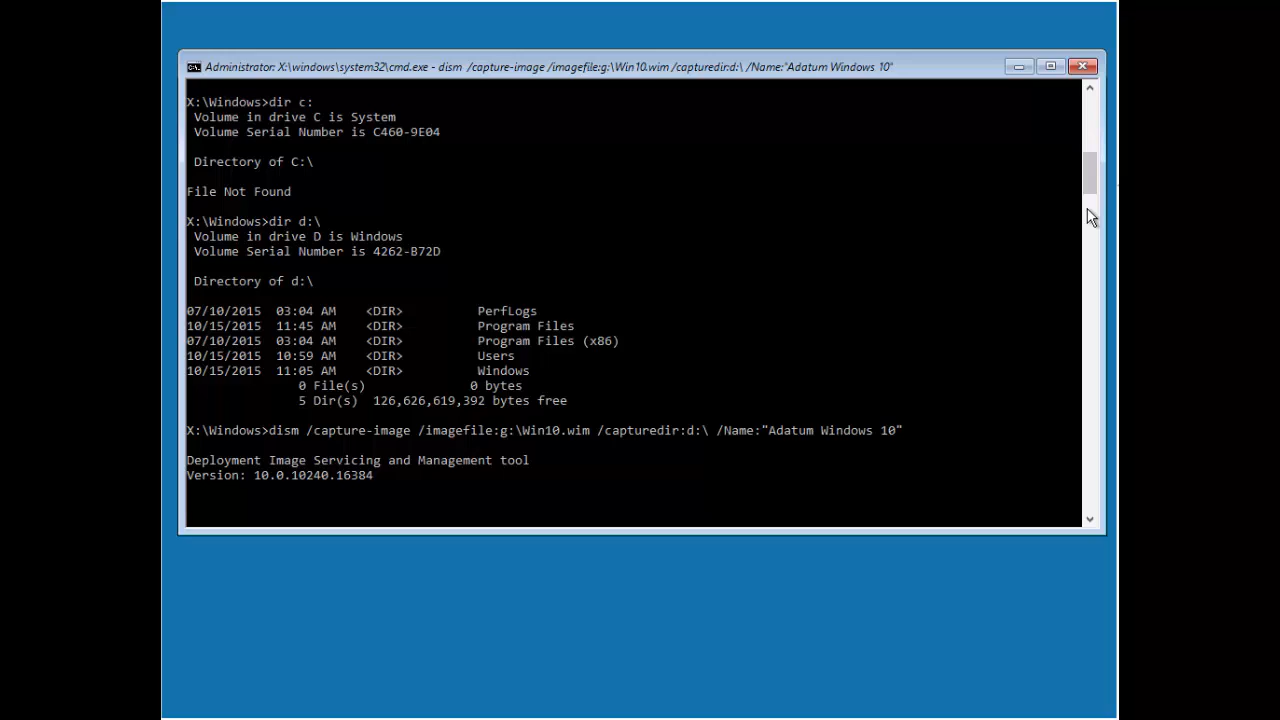 Administrator: X:\windows\system32\cmd.exe - dism  /capture-image /imagefile:g:\Win10.wim /capturedir:d:\ /Name:"Adatum Windows 10"
X:\Windows>dir c:
 Volume in drive C is System
 Volume Serial Number is C460-9E04
 Directory of C:\
File Not Found
X:\Windows>dir d:\
 Volume in drive D is Windows
 Volume Serial Number is 4262-B72D
 Directory of d:\
07/10/2015  03:04 AM    <DIR>          PerfLogs
10/15/2015  11:45 AM    <DIR>          Program Files
07/10/2015  03:04 AM    <DIR>          Program Files (x86)
10/15/2015  10:59 AM    <DIR>          Users
10/15/2015  11:05 AM    <DIR>          Windows
               0 File(s)              0 bytes
               5 Dir(s)  126,626,619,392 bytes free
X:\Windows>dism /capture-image /imagefile:g:\Win10.wim /capturedir:d:\ /Name:"Adatum Windows 10"
Deployment Image Servicing and Management tool
Version: 10.0.10240.16384